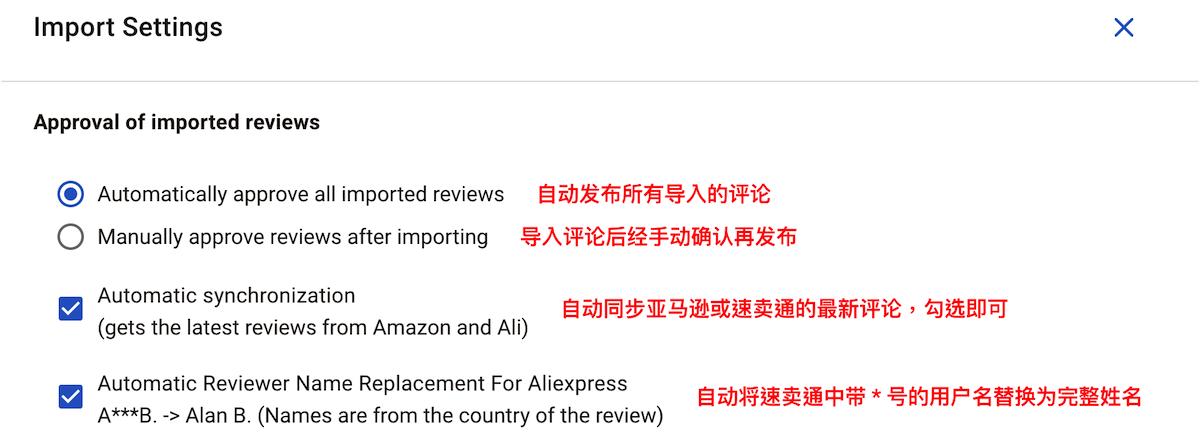 Import Settings
Approval of imported reviews
Automatically approve all imported reviews 自动发布所有导入的评论
Manually approve reviews after importing 导入评论后经手动确认再发布
Automatic synchronization
(gets the latest reviews from Amazon and Ali) 自动同步亚马逊或速卖通的最新评论，勾选即可
Automatic Reviewer Name Replacement For Aliexpress
A***B. -> Alan B. (Names are from the country of the review) 自动将速卖通中带 * 号的用户名替换为完整姓名